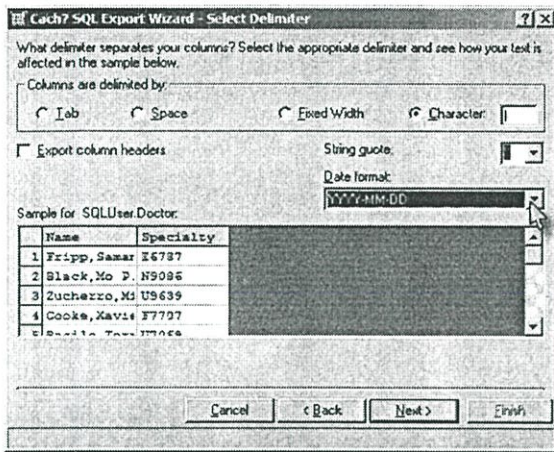 Cach? SQL Export Wizard - Select Delimiter
What delimiter separates your columns? Select the appropriate delimiter and see how your text is
affected in the sample below.
Columns are delimited by:
Tab Space Fixed Width Character:
Export column headers
String quote:
Date format:
YYYY-MM-DD
Sample for SQLUser.Doctor:
Name Specialty
1 Fripp,Samar
2 Black,Mo P. N9086
3 Zucherro,Mi U9639
4 Cooke,Xavie F7707
Cancel < Back Next > Finish